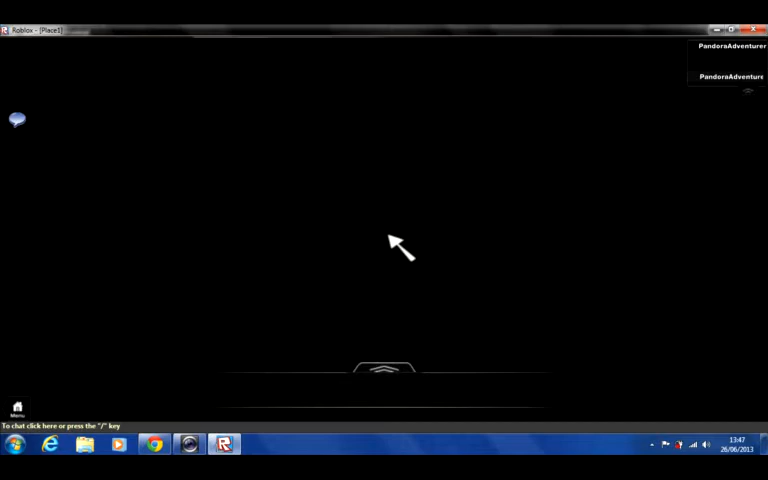 Roblox - [Place1]
PandoraAdventurer
PandoraAdventure
Menu
To chat click here or press the "/" key
13:47
26/06/2013